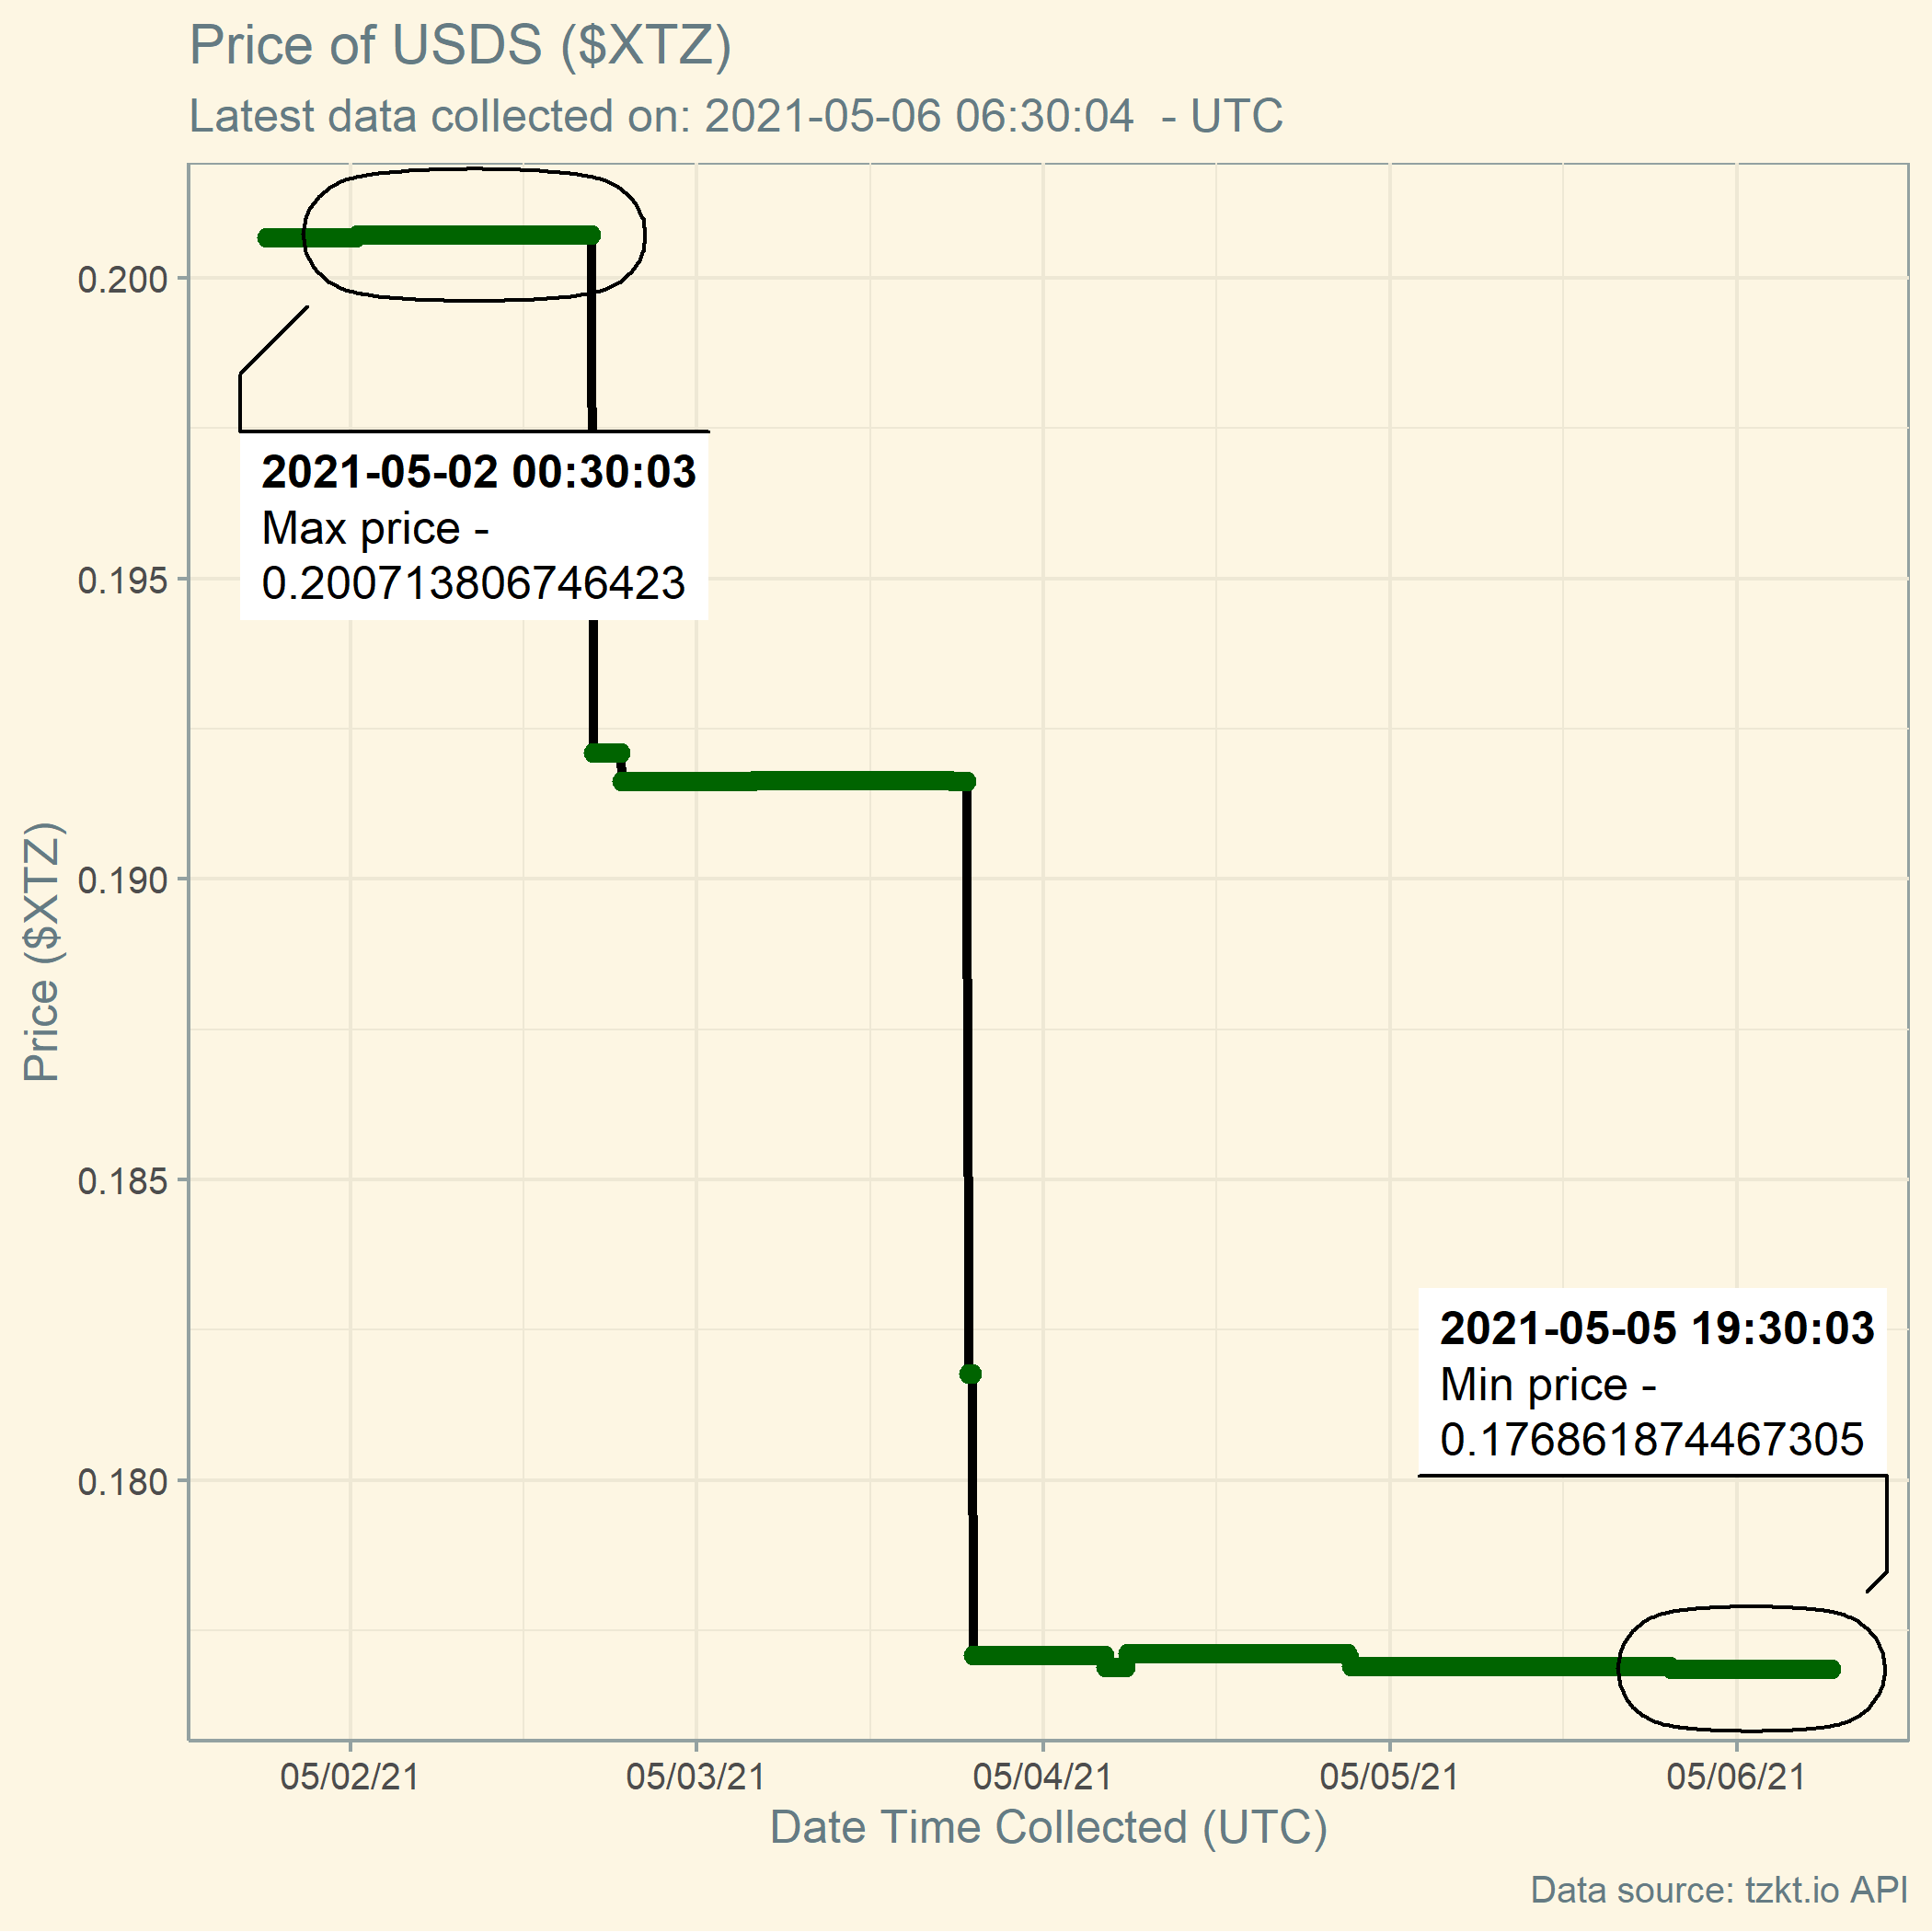 Price of USDS ($XTZ)
Latest data collected on: 2021-05-06 06:30:04  - UTC
Price ($XTZ)
0.200
0.195
0.190
0.185
0.180
2021-05-02 00:30:03
Max price -
0.200713806746423
2021-05-05 19:30:03
Min price -
0.176861874467305
05/02/21
05/03/21
05/04/21
05/05/21
05/06/21
Date Time Collected (UTC)
Data source: tzkt.io API